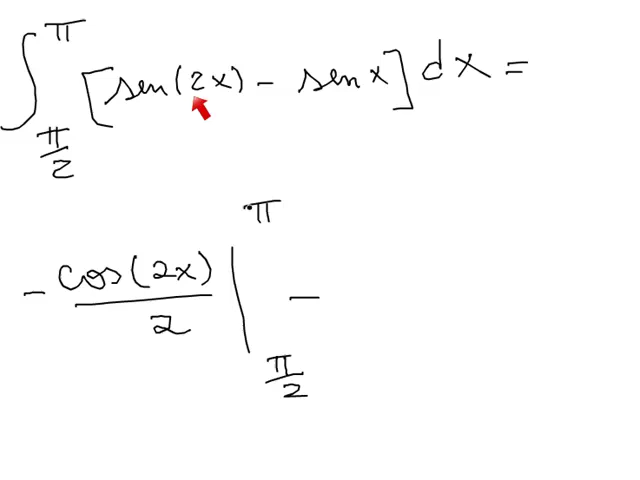 ∫_{π/2}^{π} [sen(2x) - sen x] dx =
- cos(2x)/2 |_{π/2}^{π} -